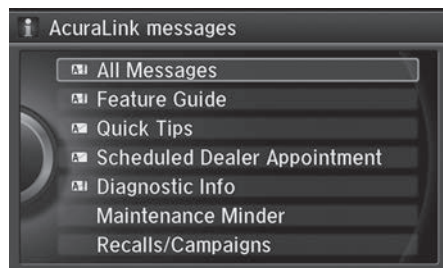 i AcuraLink messages
All Messages
Feature Guide
Quick Tips
Scheduled Dealer Appointment
Diagnostic Info
Maintenance Minder
Recalls/Campaigns